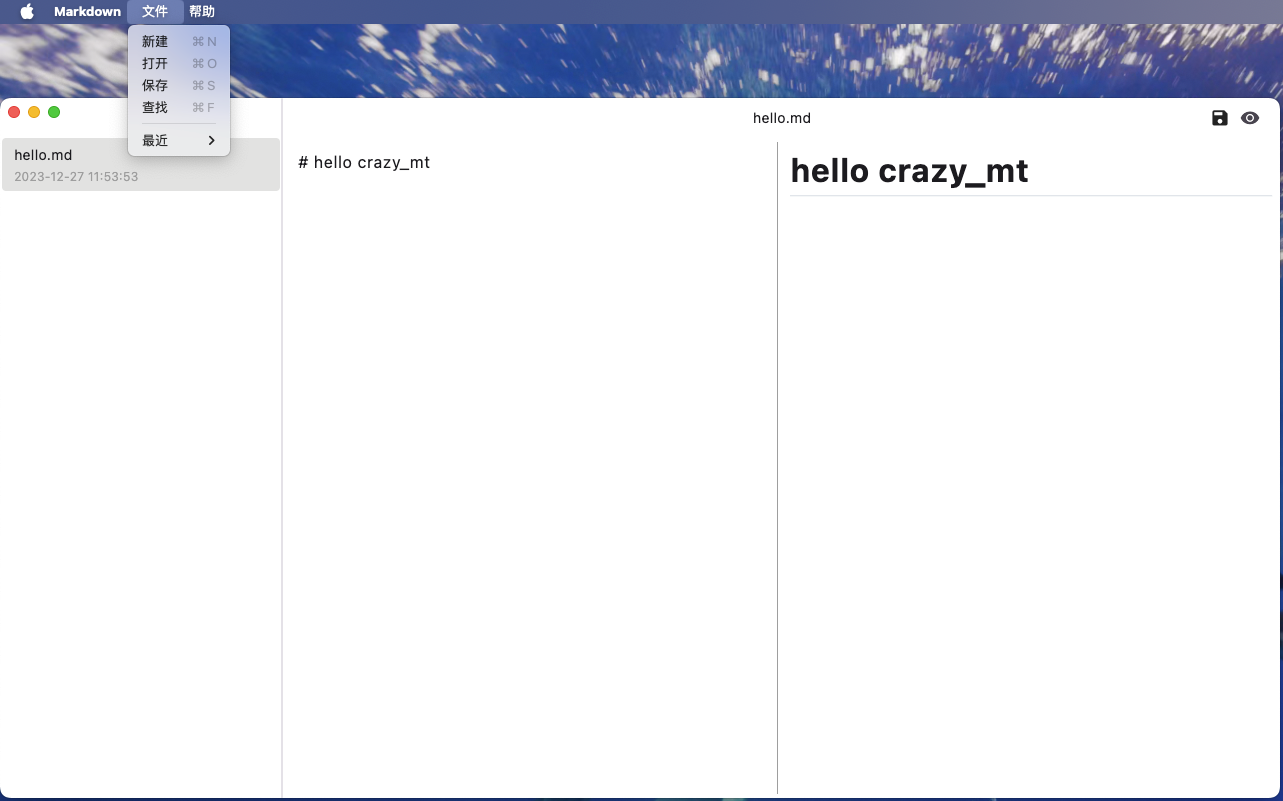 Markdown 文件 帮助
新建 ⌘ N
打开 ⌘ O
保存 ⌘ S
查找 ⌘ F
最近
hello.md
hello.md
2023-12-27 11:53:53
# hello crazy_mt
hello crazy_mt